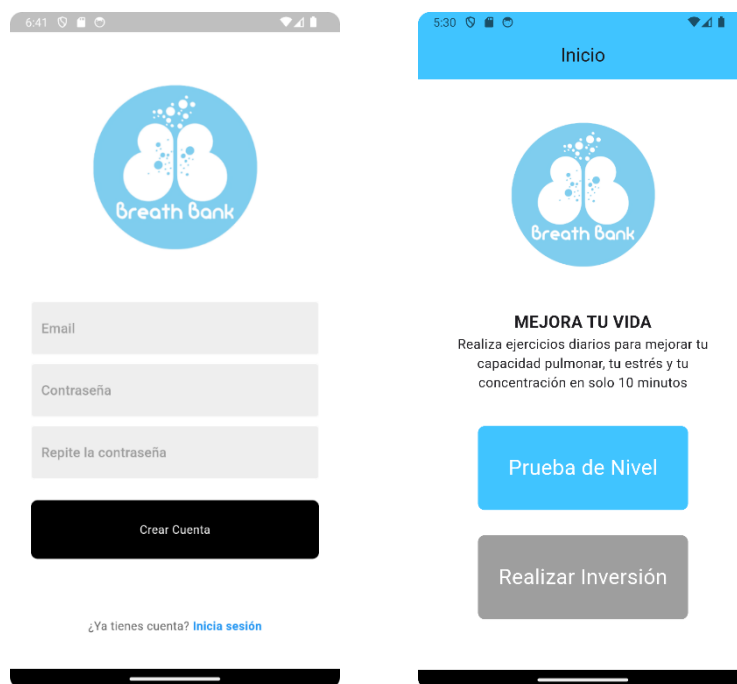 6:41
Breath Bank
Email
Contraseña
Repite la contraseña
Crear Cuenta
¿Ya tienes cuenta? Inicia sesión
5:30
Inicio
Breath Bank
MEJORA TU VIDA
Realiza ejercicios diarios para mejorar tu
capacidad pulmonar, tu estrés y tu
concentración en solo 10 minutos
Prueba de Nivel
Realizar Inversión